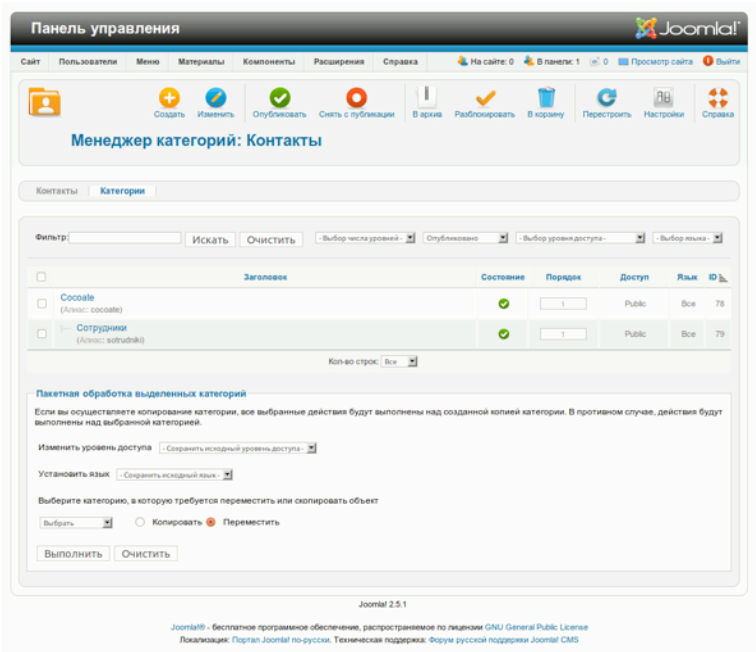 Панель управления
Joomla!
Сайт Пользователи Меню Материалы Компоненты Расширения Справка На сайте: 0 В панели: 1 0 Просмотр сайта Выйти
Создать Изменить Опубликовать Снять с публикации В архив Разблокировать В корзину Перестроить Настройки Справка
Менеджер категорий: Контакты
Контакты Категории
Фильтр: Искать Очистить - Выбор числа уровней - Опубликовано - Выбор уровня доступа - - Выбор языка -
Заголовок Состояние Порядок Доступ Язык ID
Cocoate 1 Public Все 78
(Алиас: cocoate)
Сотрудники 1 Public Все 79
(Алиас: sotrudniki)
Кол-во строк: Все
Пакетная обработка выделенных категорий
Если вы осуществляете копирование категории, все выбранные действия будут выполнены над созданной копией категории. В противном случае, действия будут
выполнены над выбранной категорией.
Изменить уровень доступа - Сохранить исходный уровень доступа -
Установить язык - Сохранить исходный язык -
Выберите категорию, в которую требуется переместить или скопировать объект
Выбрать Копировать Переместить
Выполнить Очистить
Joomla! 2.5.1
Joomla!® - бесплатное программное обеспечение, распространяемое по лицензии GNU General Public License
Локализация: Портал Joomla! по-русски. Техническая поддержка: Форум русской поддержки Joomla! CMS